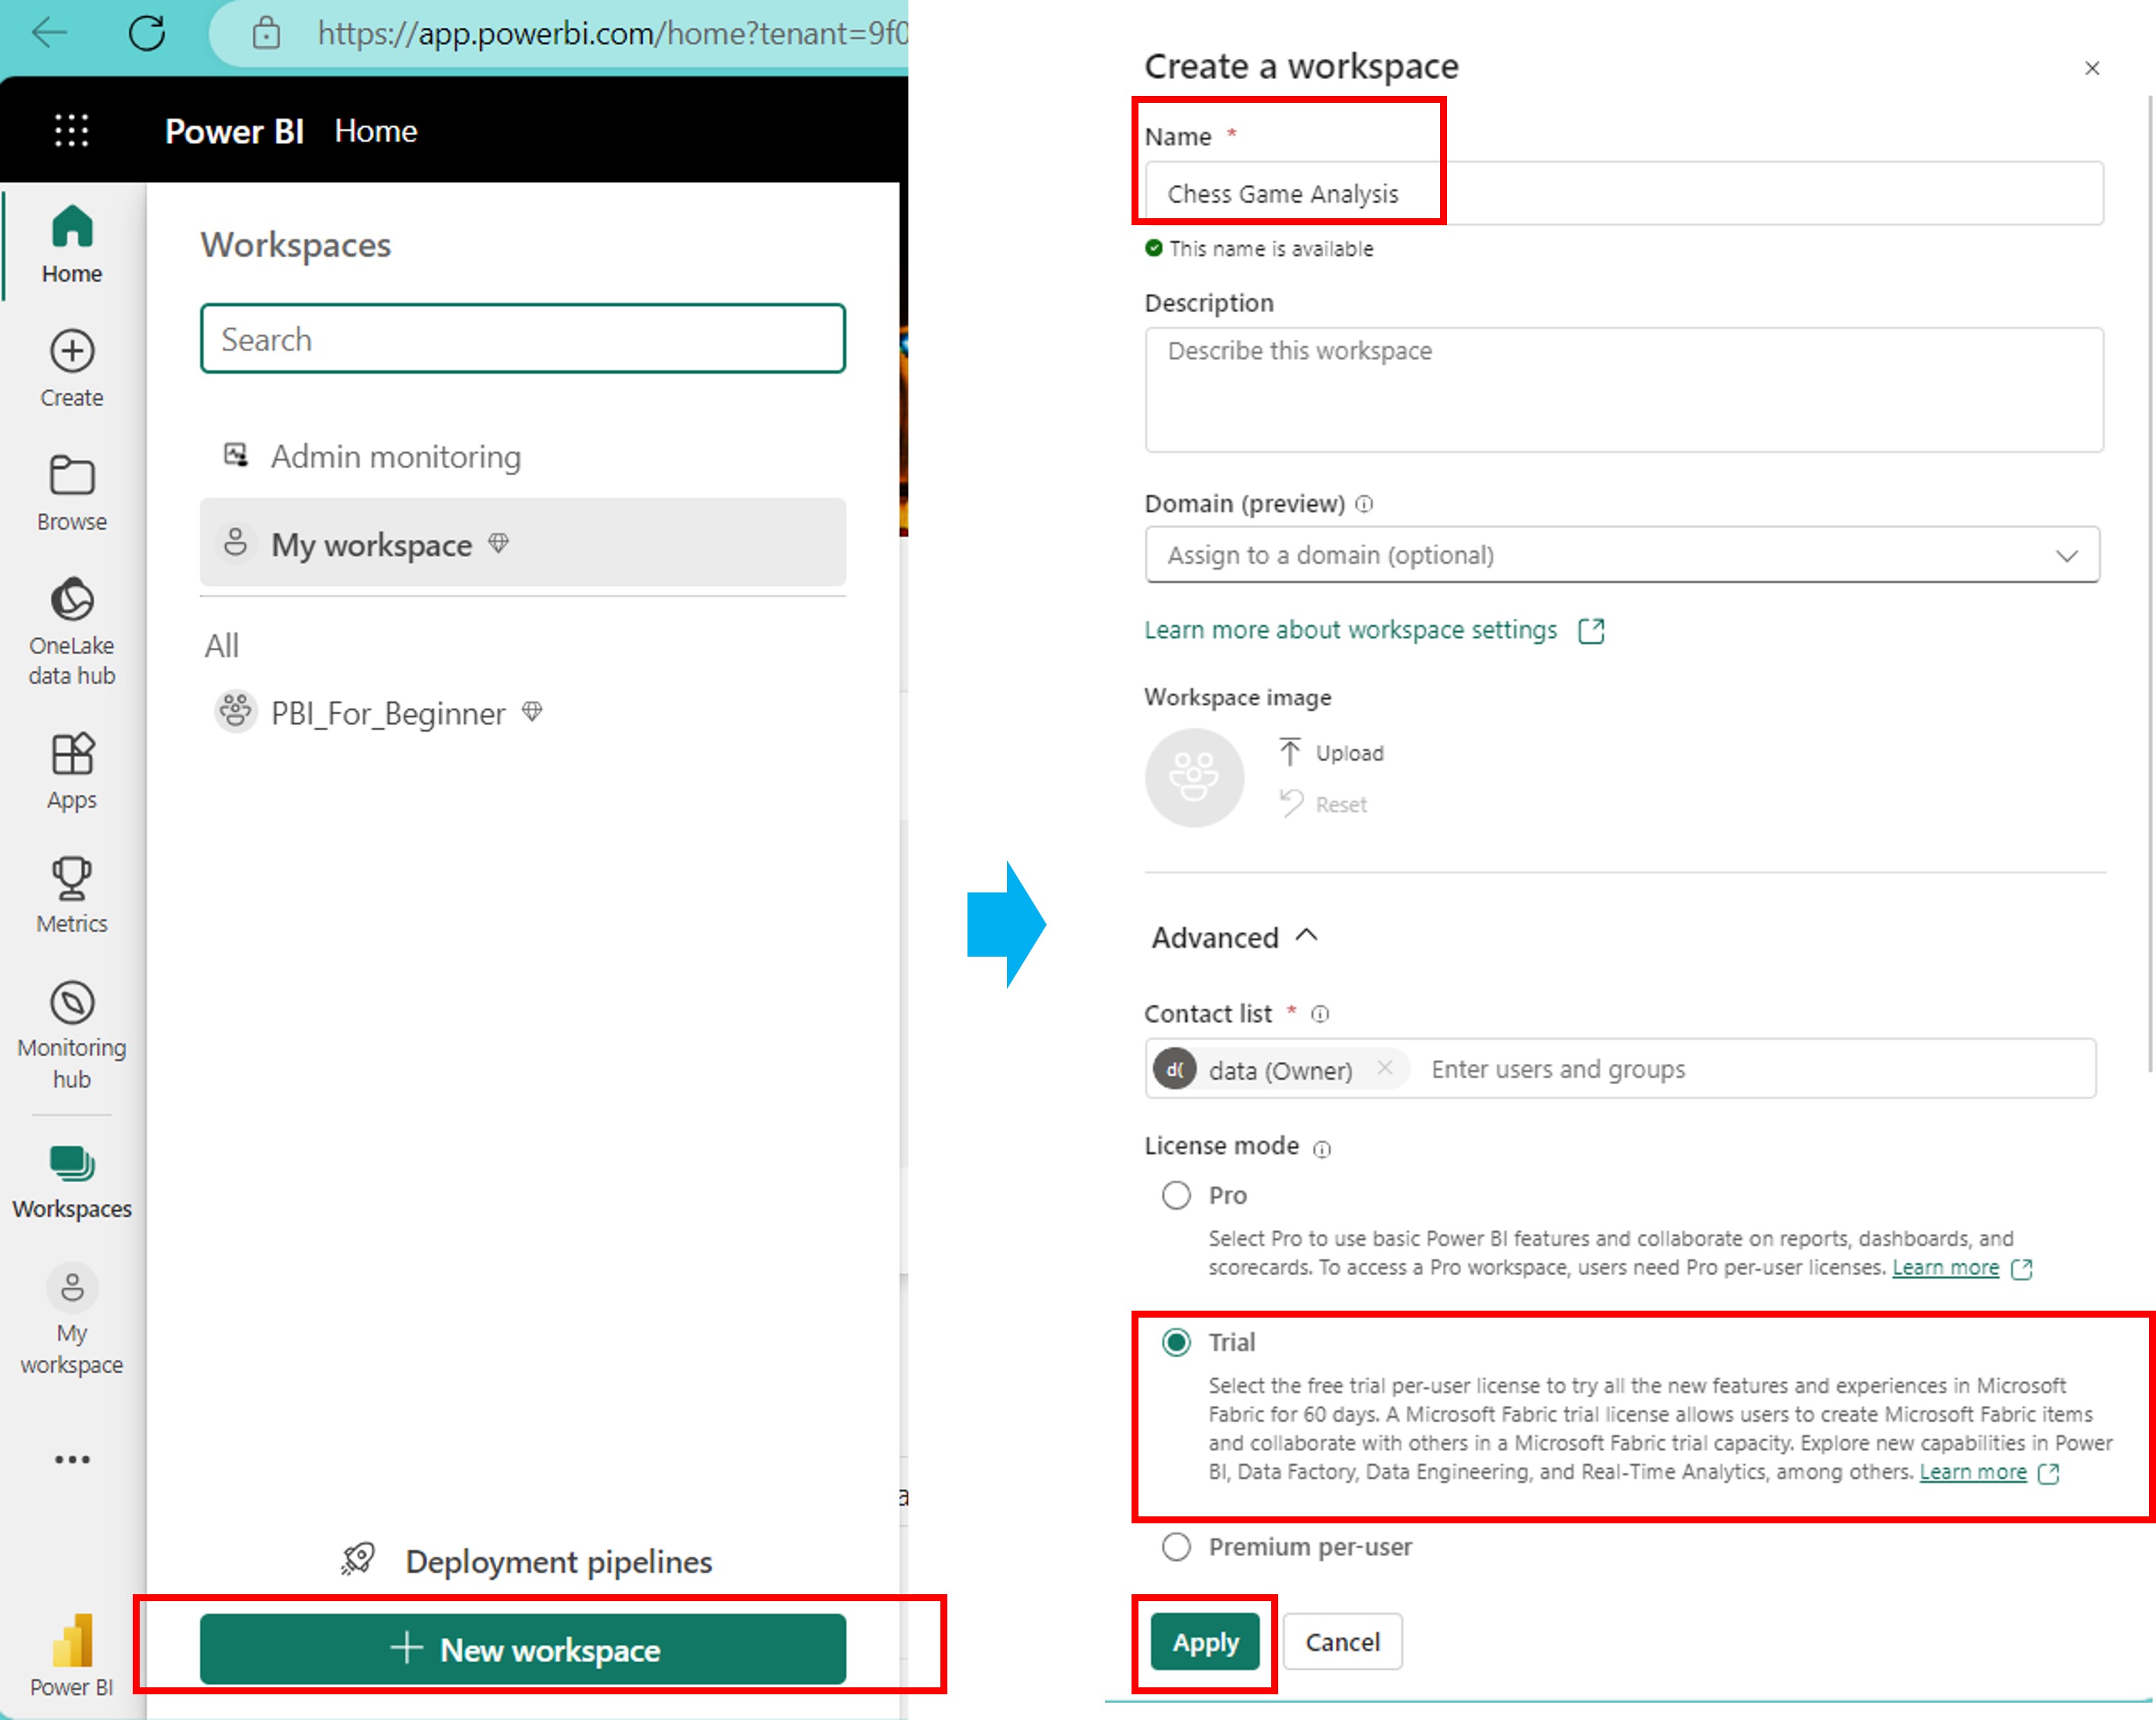 https://app.powerbi.com/home?tenant=9f0
Power BI Home
Home
Create
Browse
OneLake
data hub
Apps
Metrics
Monitoring
hub
Workspaces
My
workspace
Power BI
Workspaces
Search
Admin monitoring
My workspace
All
PBI_For_Beginner
Deployment pipelines
New workspace
Create a workspace
Name *
Chess Game Analysis
This name is available
Description
Describe this workspace
Domain (preview)
Assign to a domain (optional)
Learn more about workspace settings
Workspace image
Upload
Reset
Advanced
Contact list *
d( data (Owner) Enter users and groups
License mode
Pro
Select Pro to use basic Power BI features and collaborate on reports, dashboards, and
scorecards. To access a Pro workspace, users need Pro per-user licenses. Learn more
Trial
Select the free trial per-user license to try all the new features and experiences in Microsoft
Fabric for 60 days. A Microsoft Fabric trial license allows users to create Microsoft Fabric items
and collaborate with others in a Microsoft Fabric trial capacity. Explore new capabilities in Power
BI, Data Factory, Data Engineering, and Real-Time Analytics, among others. Learn more
Premium per-user
Apply Cancel